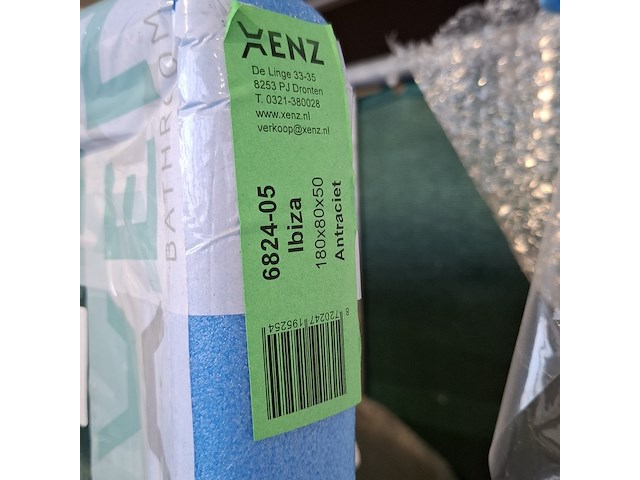 XENZ
De Linge 33-35
8253 PJ Dronten
T. 0321-380028
www.xenz.nl
verkoop@xenz.nl
6824-05
Ibiza
180x80x50
Antraciet
8 720247 195254
BATHROOM